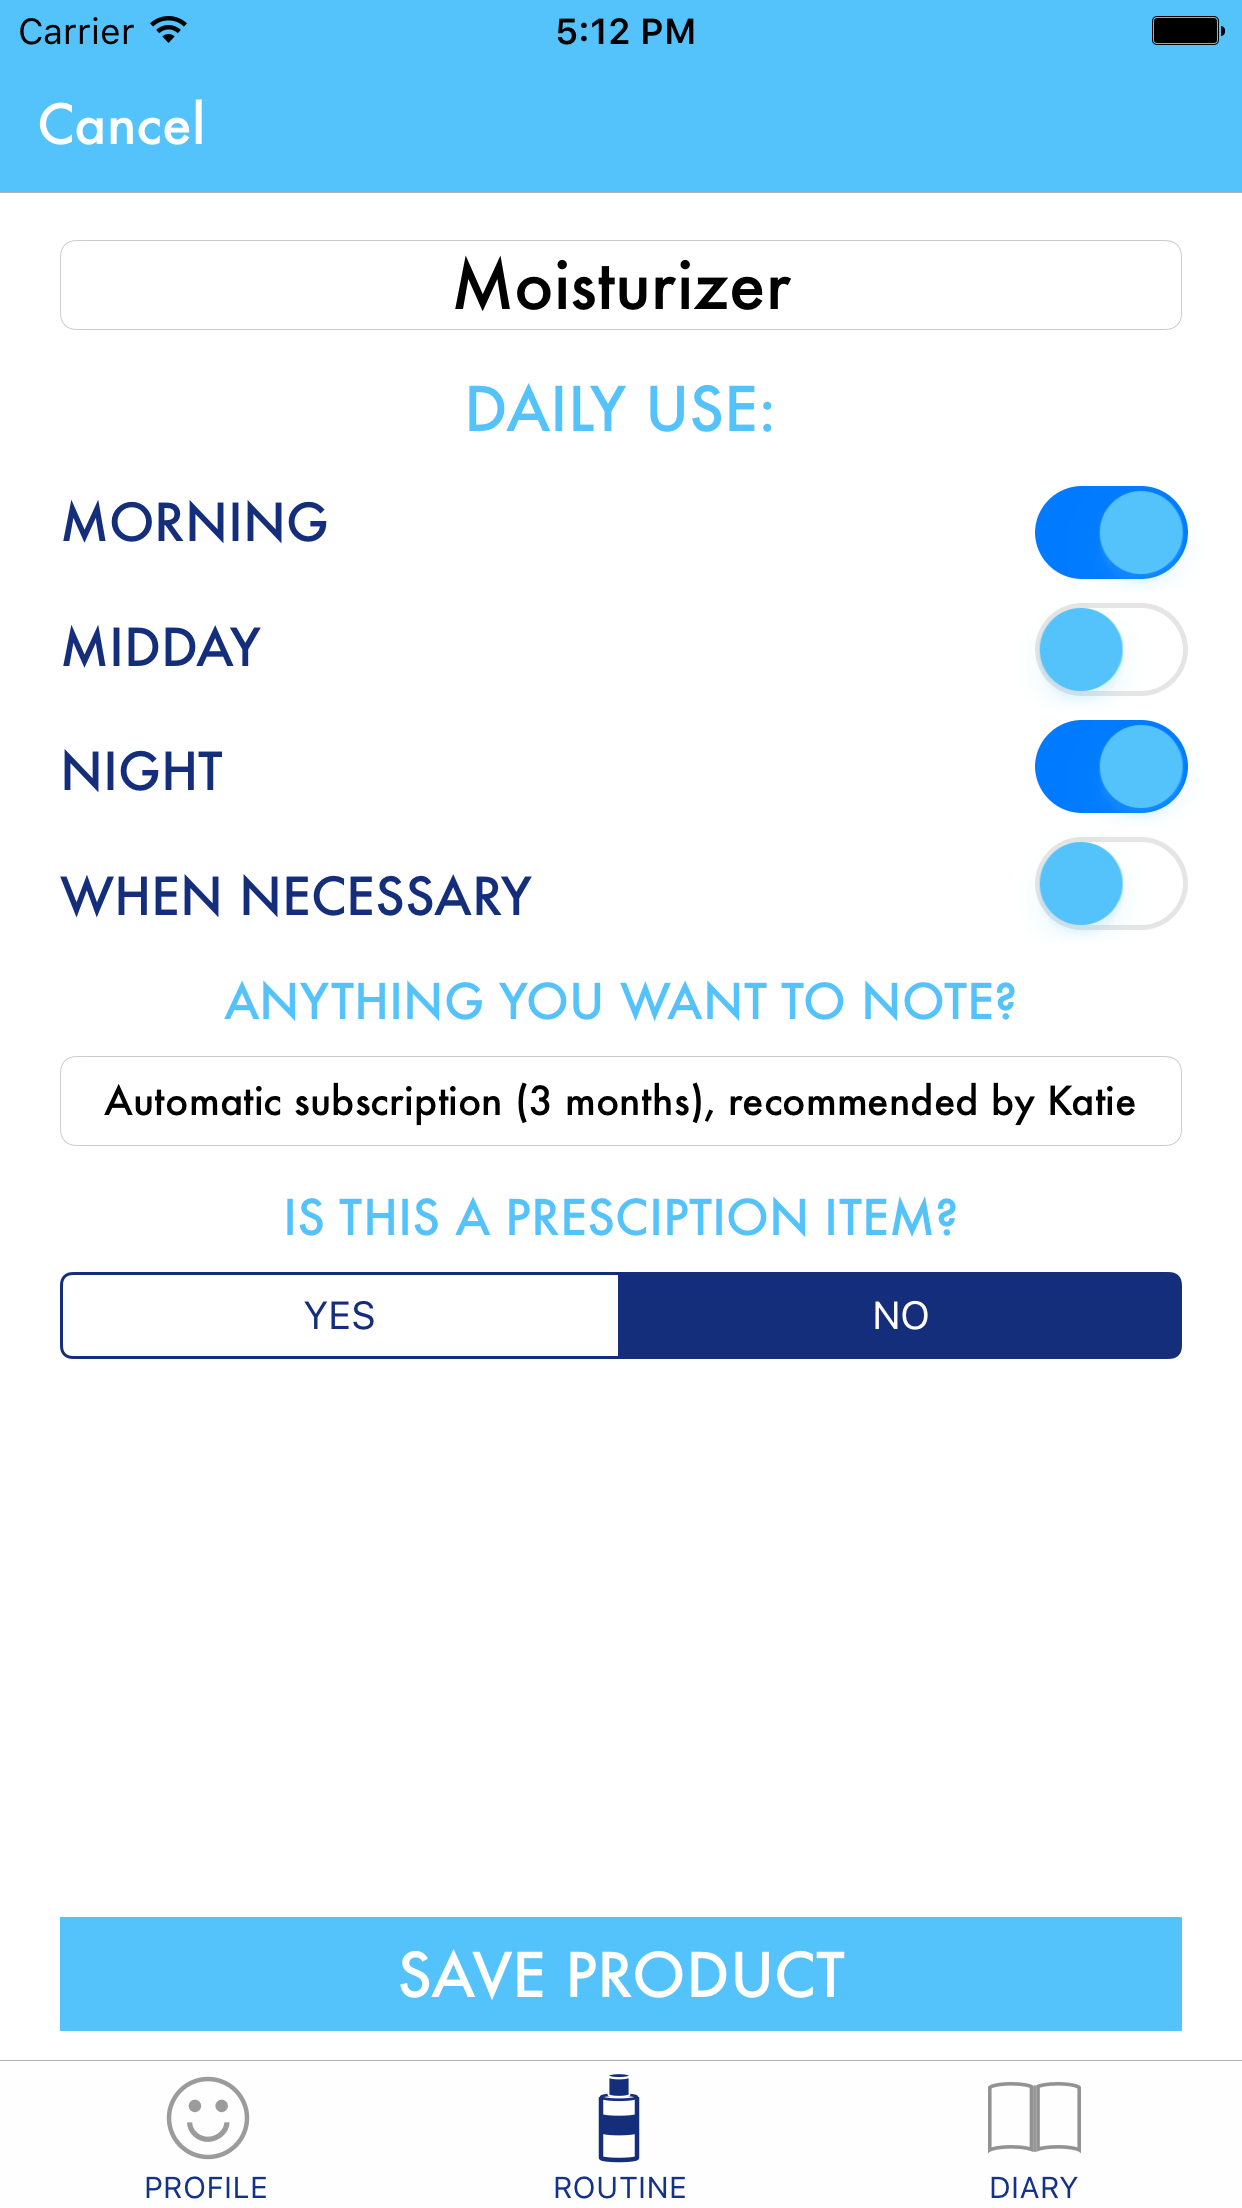 Carrier 5:12 PM
Cancel
Moisturizer
DAILY USE:
MORNING
MIDDAY
NIGHT
WHEN NECESSARY
ANYTHING YOU WANT TO NOTE?
Automatic subscription (3 months), recommended by Katie
IS THIS A PRESCIPTION ITEM?
YES NO
SAVE PRODUCT
PROFILE ROUTINE DIARY